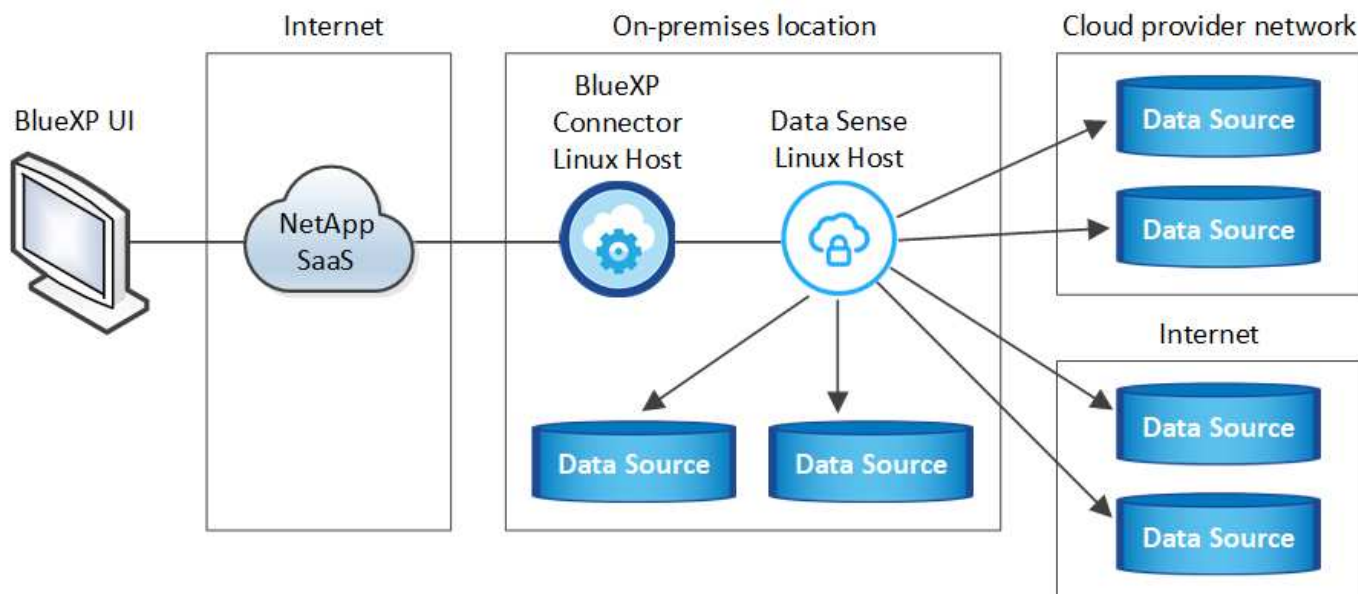 Internet
On-premises location
Cloud provider network
BlueXP UI
NetApp
SaaS
BlueXP
Connector
Linux Host
Data Sense
Linux Host
Data Source
Data Source
Data Source
Data Source
Internet
Data Source
Data Source